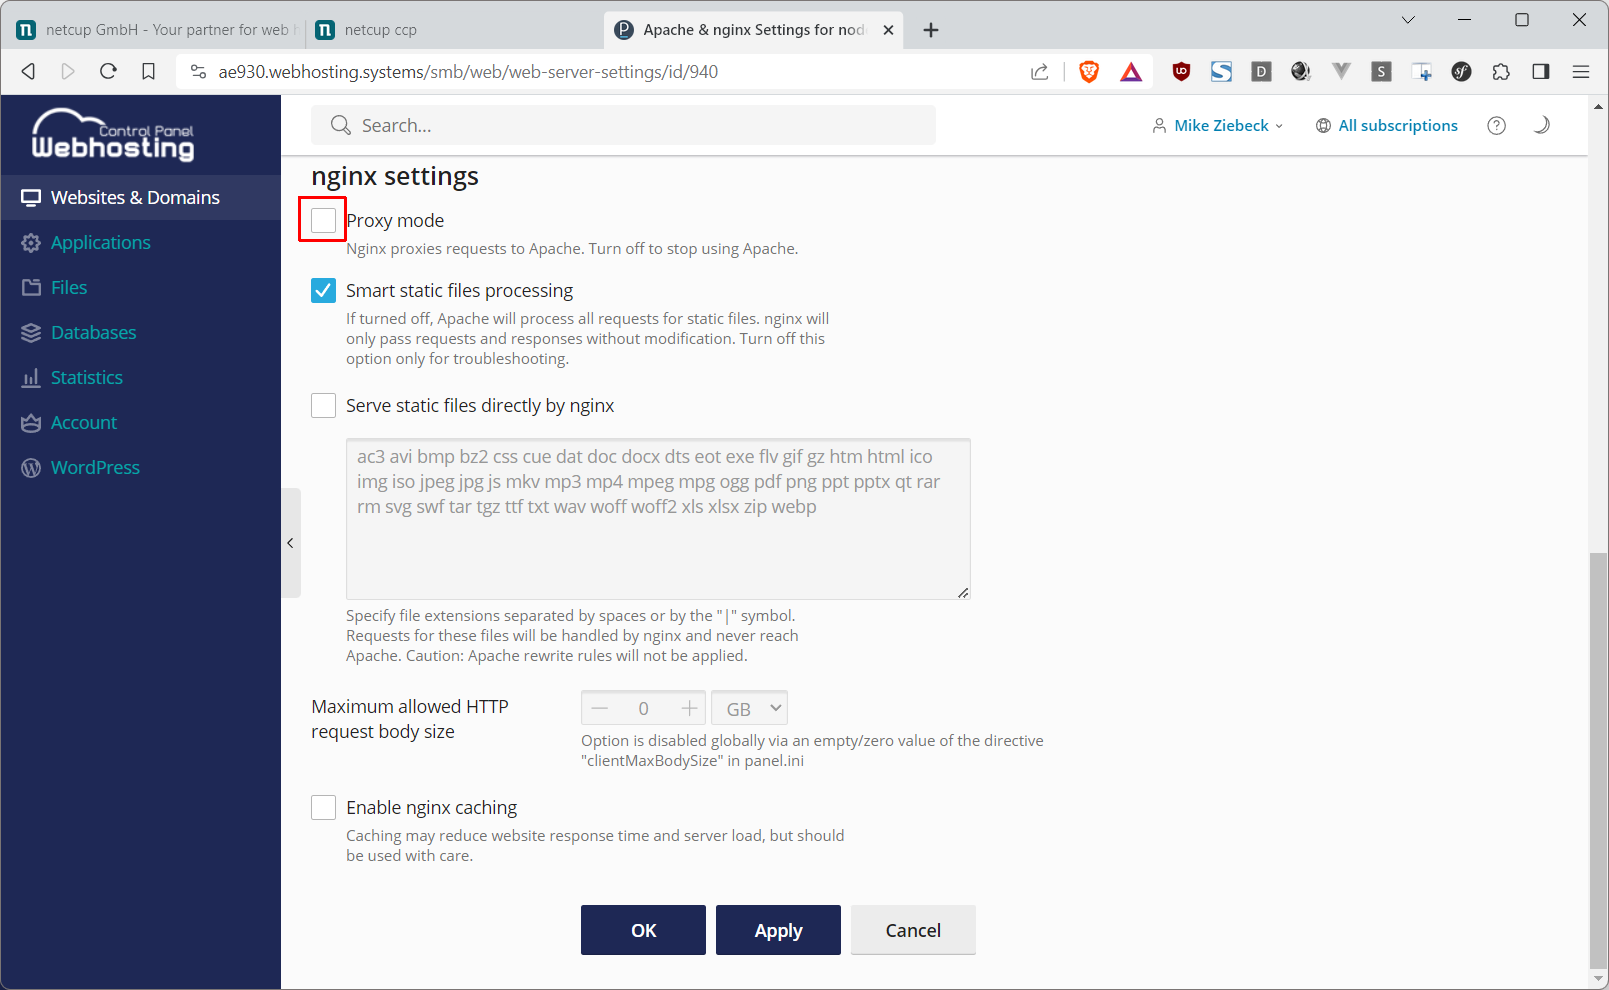 netcup GmbH - Your partner for web h
netcup ccp
Apache & nginx Settings for nod
ae930.webhosting.systems/smb/web/web-server-settings/id/940
Control Panel
Webhosting
Search...
Mike Ziebeck
All subscriptions
Websites & Domains
Applications
Files
Databases
Statistics
Account
WordPress
nginx settings
Proxy mode
Nginx proxies requests to Apache. Turn off to stop using Apache.
Smart static files processing
If turned off, Apache will process all requests for static files. nginx will
only pass requests and responses without modification. Turn off this
option only for troubleshooting.
Serve static files directly by nginx
ac3 avi bmp bz2 css cue dat doc docx dts eot exe flv gif gz htm html ico
img iso jpeg jpg js mkv mp3 mp4 mpeg mpg ogg pdf png ppt pptx qt rar
rm svg swf tar tgz ttf txt wav woff woff2 xls xlsx zip webp
Specify file extensions separated by spaces or by the "|" symbol.
Requests for these files will be handled by nginx and never reach
Apache. Caution: Apache rewrite rules will not be applied.
Maximum allowed HTTP
request body size
0
GB
Option is disabled globally via an empty/zero value of the directive
"clientMaxBodySize" in panel.ini
Enable nginx caching
Caching may reduce website response time and server load, but should
be used with care.
OK
Apply
Cancel